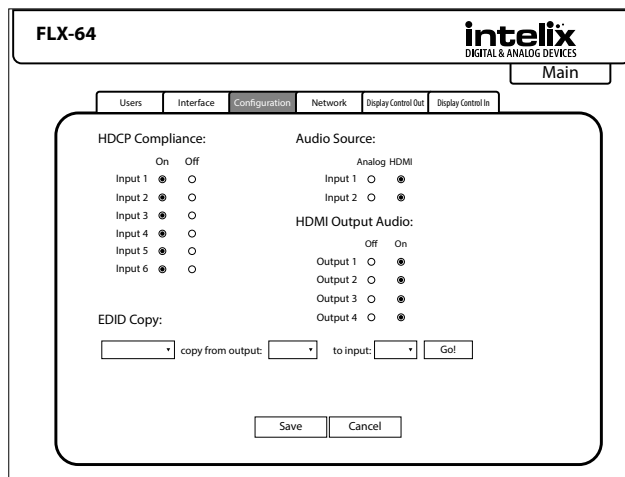 FLX-64
intelix
DIGITAL & ANALOG DEVICES
Main
Users Interface Configuration Network Display Control Out Display Control In
HDCP Compliance:
On Off
Input 1
Input 2
Input 3
Input 4
Input 5
Input 6
Audio Source:
Analog HDMI
Input 1
Input 2
HDMI Output Audio:
Off On
Output 1
Output 2
Output 3
Output 4
EDID Copy:
copy from output: to input: Go!
Save Cancel